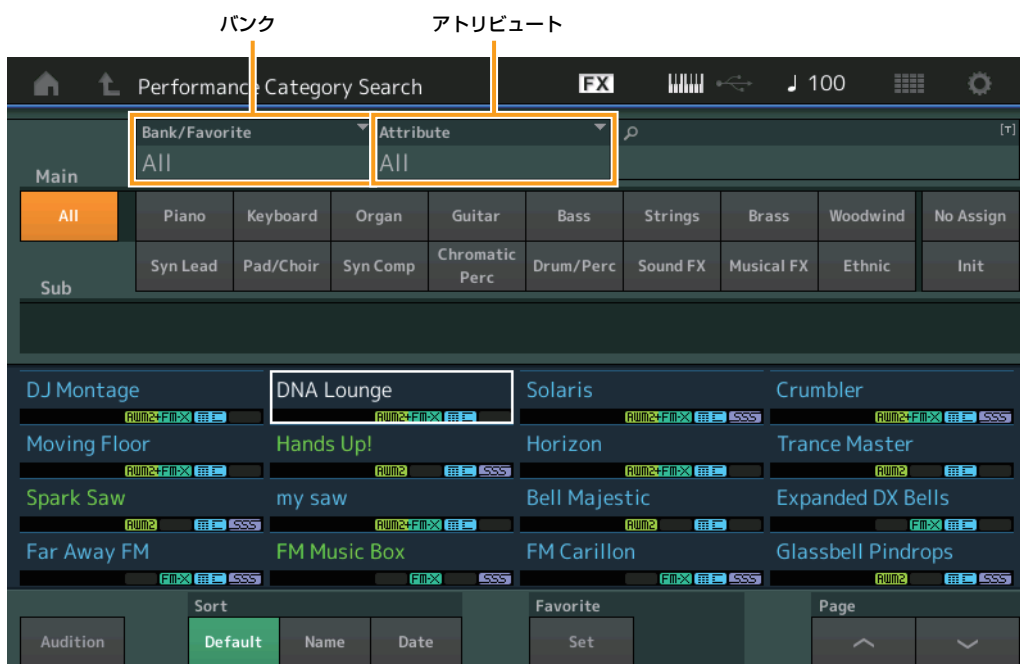 バンク アトリビュート
Performance Category Search FX 100
Bank/Favorite Attribute [T]
Main All All
All Piano Keyboard Organ Guitar Bass Strings Brass Woodwind No Assign
Sub Syn Lead Pad/Choir Syn Comp Chromatic Perc Drum/Perc Sound FX Musical FX Ethnic Init
DJ Montage DNA Lounge Solaris Crumbler
AWM2+FM-X AWM2+FM-X AWM2+FM-X SSS AWM2+FM-X SSS
Moving Floor Hands Up! Horizon Trance Master
AWM2+FM-X AWM2 SSS AWM2+FM-X AWM2
Spark Saw my saw Bell Majestic Expanded DX Bells
AWM2 SSS AWM2+FM-X AWM2 FM-X
Far Away FM FM Music Box FM Carillon Glassbell Pindrops
FM-X SSS FM-X SSS FM-X SSS AWM2 SSS
Sort Favorite Page
Audition Default Name Date Set